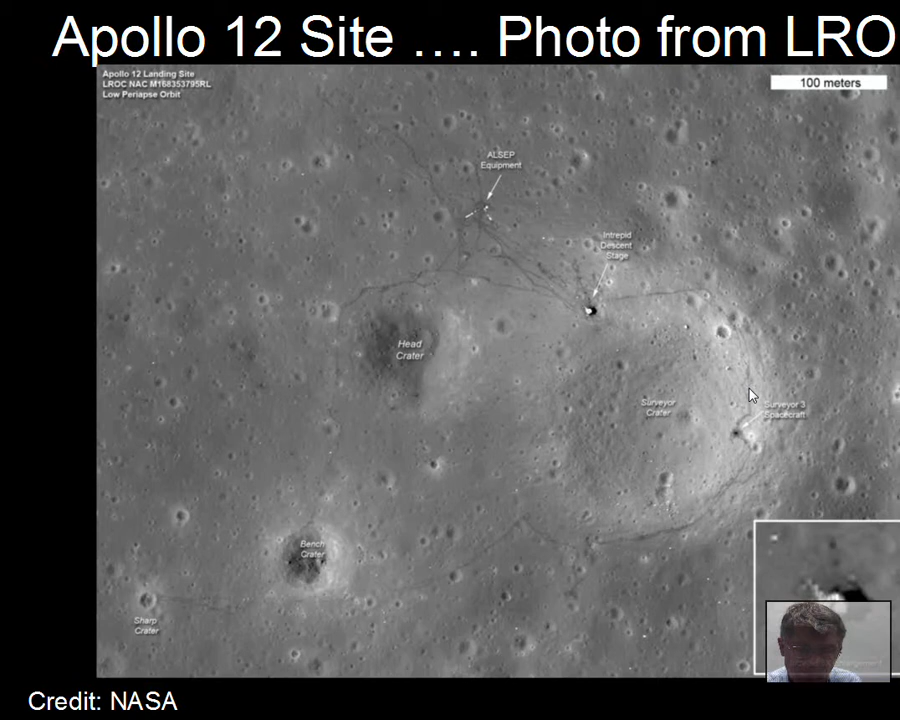 Apollo 12 Site .... Photo from LRO
Apollo 12 Landing Site
LROC NAC M168353795RL
Low Periapse Orbit
100 meters
ALSEP
Equipment
Intrepid
Descent
Stage
Head
Crater
Surveyor
Crater
Surveyor 3
Spacecraft
Bench
Crater
Sharp
Crater
Credit: NASA